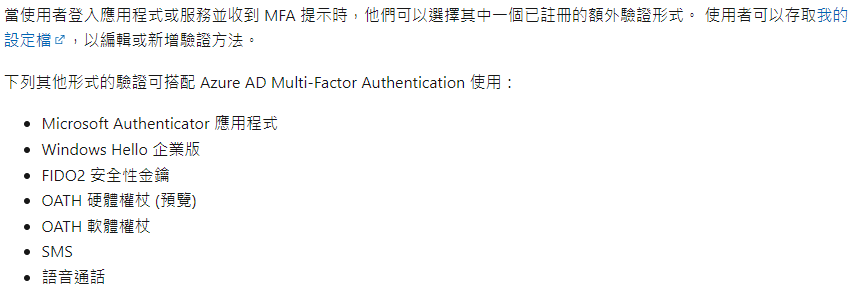 當使用者登入應用程式或服務並收到 MFA 提示時，他們可以選擇其中一個已註冊的額外驗證形式。 使用者可以存取我的
設定檔，以編輯或新增驗證方法。
下列其他形式的驗證可搭配 Azure AD Multi-Factor Authentication 使用：
• Microsoft Authenticator 應用程式
• Windows Hello 企業版
• FIDO2 安全性金鑰
• OATH 硬體權杖 (預覽)
• OATH 軟體權杖
• SMS
• 語音通話